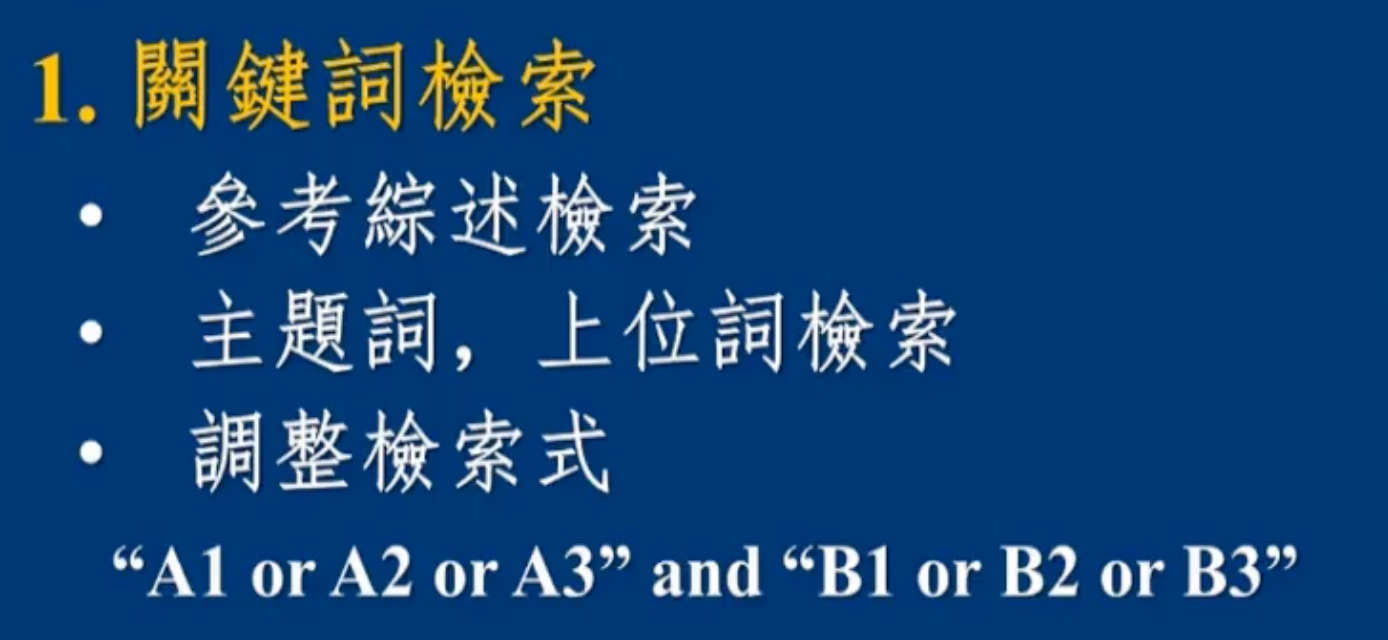 1. 關鍵詞檢索
• 參考綜述檢索
• 主題詞，上位詞檢索
• 調整檢索式
“A1 or A2 or A3” and “B1 or B2 or B3”